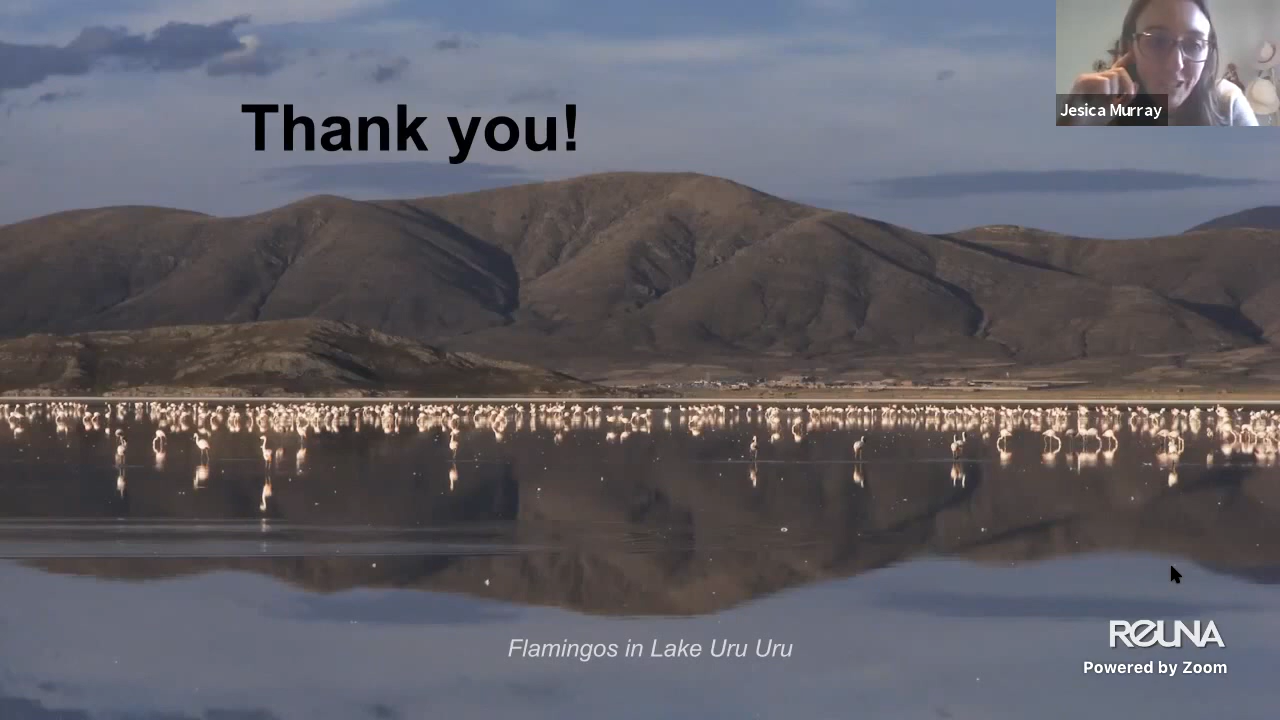 Jesica Murray
Thank you!
REUNA
Flamingos in Lake Uru Uru
Powered by Zoom